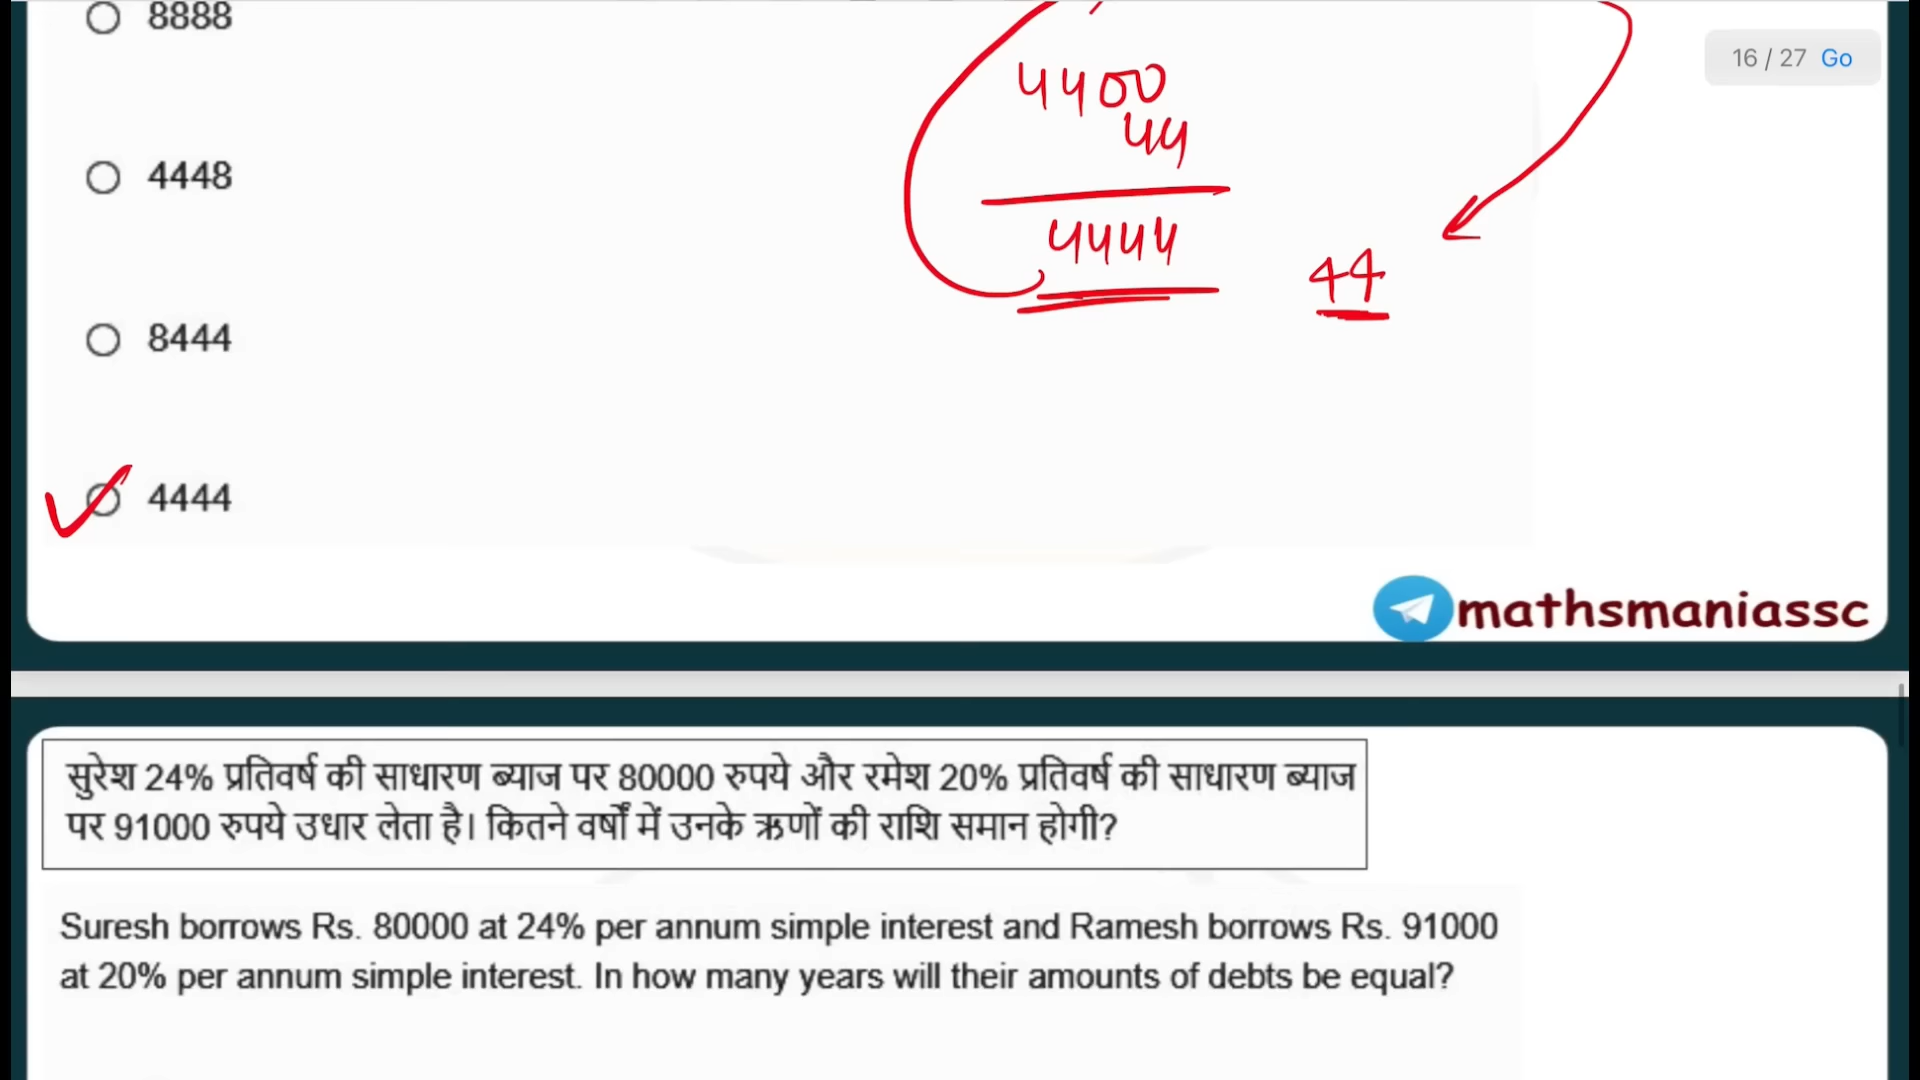 8888
16 / 27 Go
4400
44
4448
4444
44
8444
4444
mathsmaniassc
सुरेश 24% प्रतिवर्ष की साधारण ब्याज पर 80000 रुपये और रमेश 20% प्रतिवर्ष की साधारण ब्याज
पर 91000 रुपये उधार लेता है। कितने वर्षों में उनके ऋणों की राशि समान होगी?
Suresh borrows Rs. 80000 at 24% per annum simple interest and Ramesh borrows Rs. 91000
at 20% per annum simple interest. In how many years will their amounts of debts be equal?